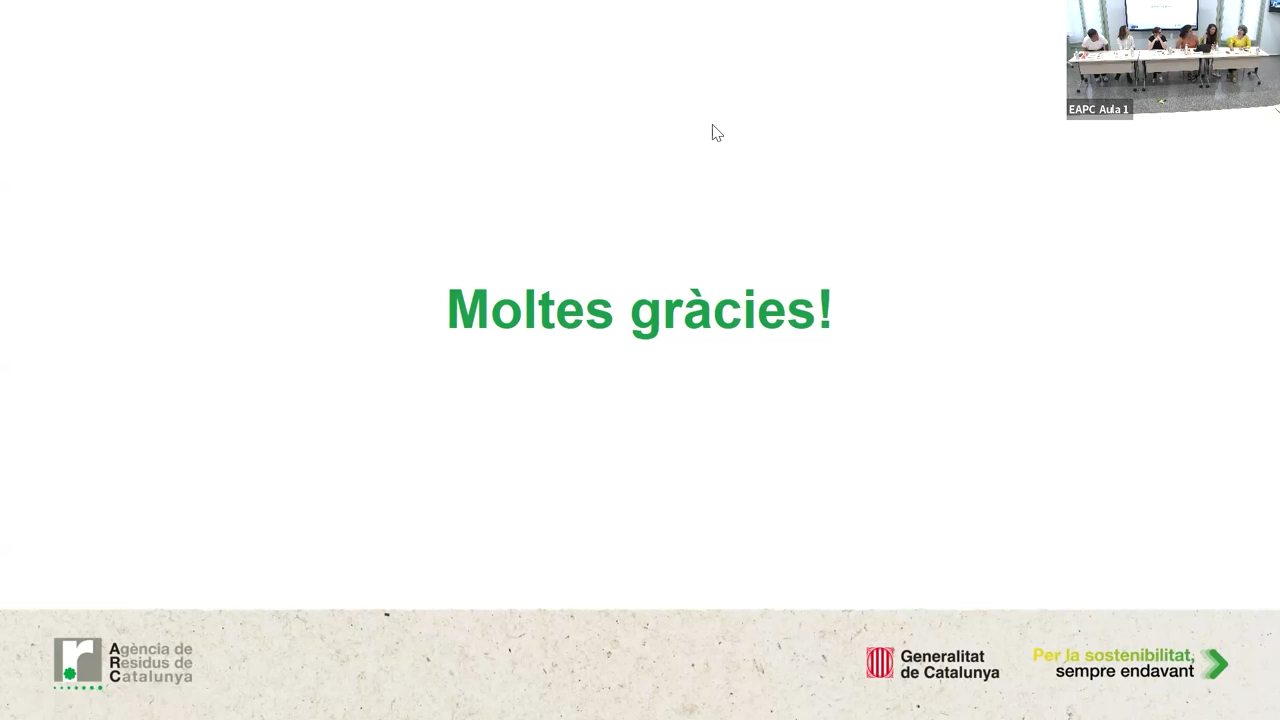 EAPC Aula 1
Moltes gràcies!
Agència de
Residus de
Catalunya
Generalitat
de Catalunya
Per la sostenibilitat,
sempre endavant